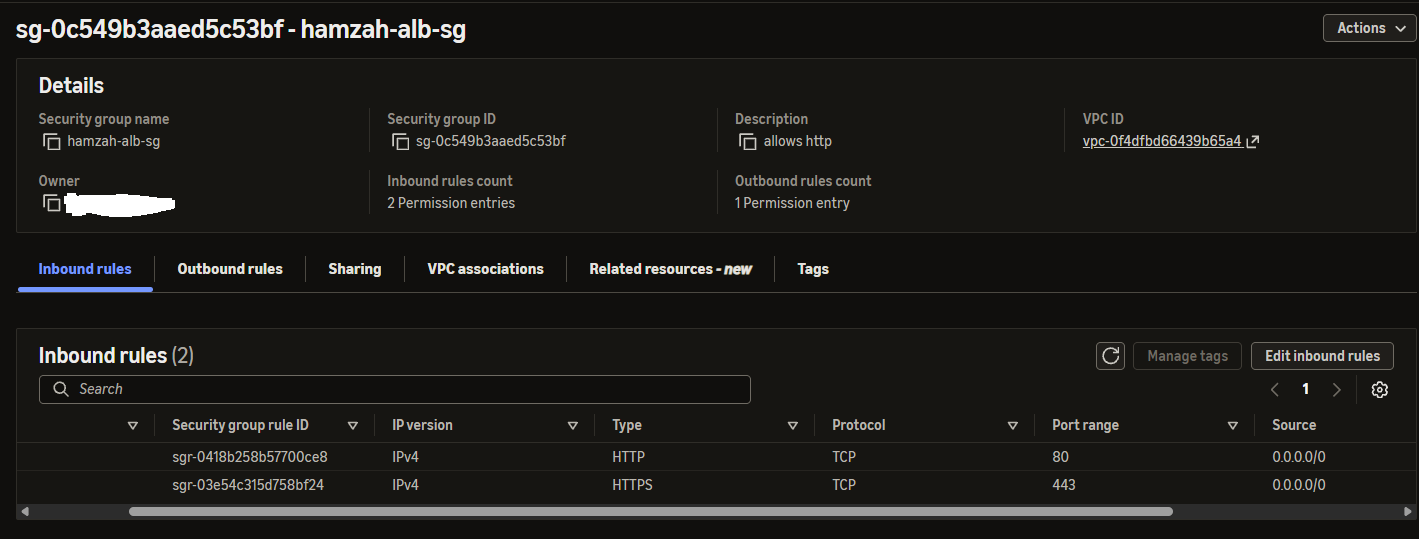 sg-0c549b3aaed5c53bf - hamzah-alb-sg
Actions
Details
Security group name
hamzah-alb-sg
Security group ID
sg-0c549b3aaed5c53bf
Description
allows http
VPC ID
vpc-0f4dfbd66439b65a4
Owner
Inbound rules count
2 Permission entries
Outbound rules count
1 Permission entry
Inbound rules Outbound rules Sharing VPC associations Related resources - new Tags
Inbound rules (2)
Manage tags
Edit inbound rules
Search
1
Security group rule ID IP version Type Protocol Port range Source
sgr-0418b258b57700ce8 IPv4 HTTP TCP 80 0.0.0.0/0
sgr-03e54c315d758bf24 IPv4 HTTPS TCP 443 0.0.0.0/0